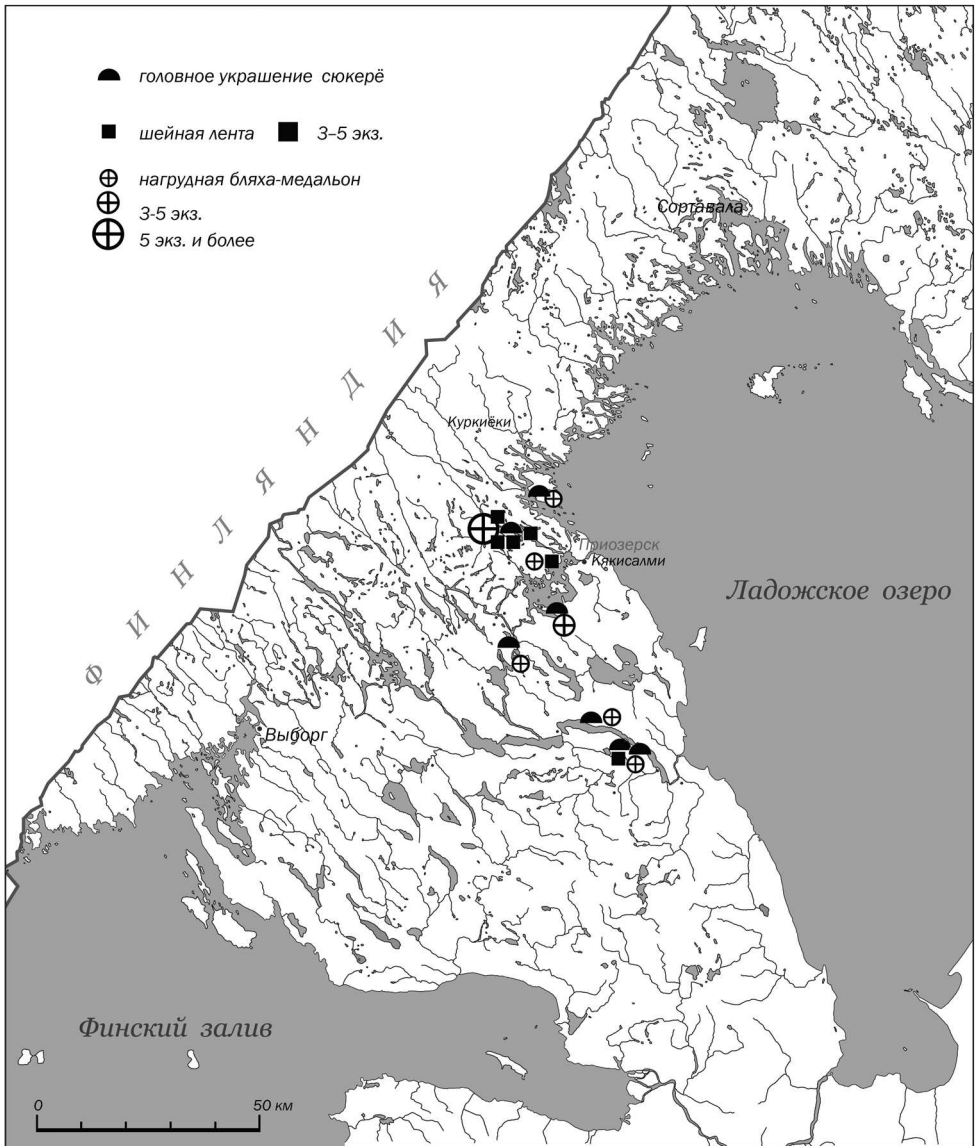 головное украшение сюкерё
шейная лента 3–5 экз.
нагрудная бляха-медальон
3-5 экз.
5 экз. и более
Сортавала
ФИНЛЯНДИЯ
Куркиёки
Приозерск
Кякисалми
Ладожское озеро
Выборг
Финский залив
0 50 км